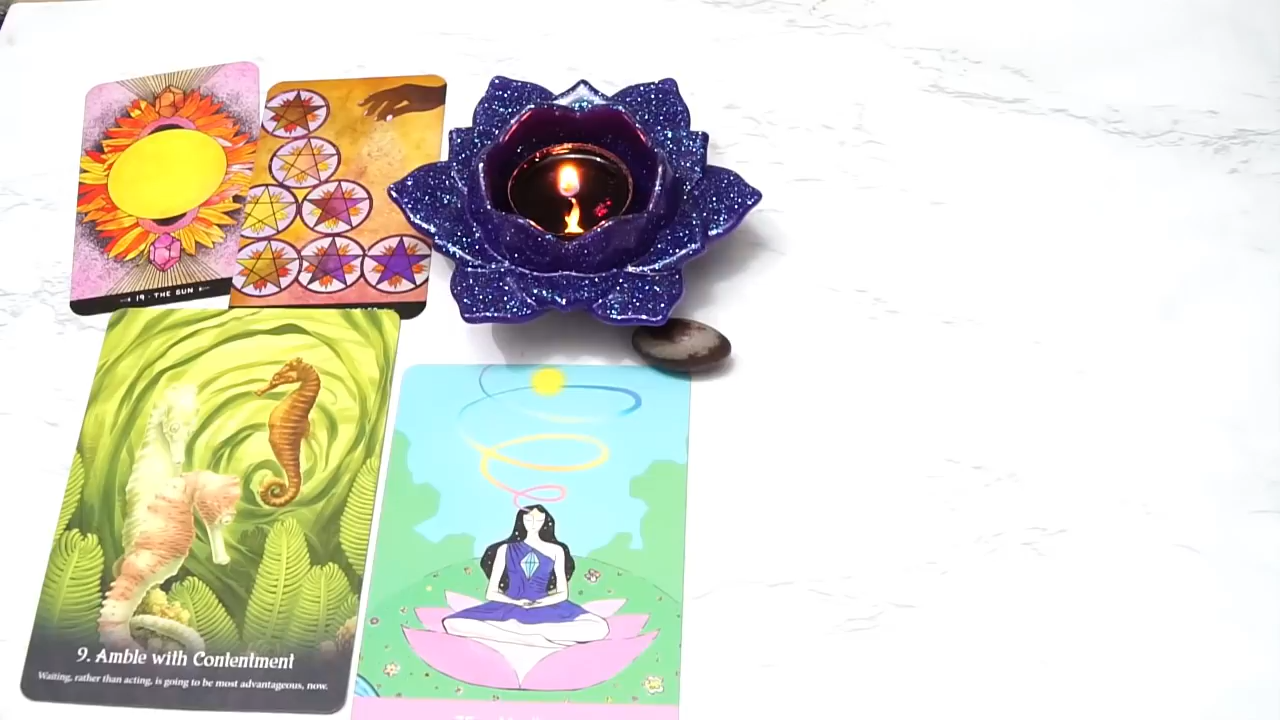 19 · THE SUN
9. Amble with Contentment
Waiting, rather than acting, is going to be most advantageous, now.